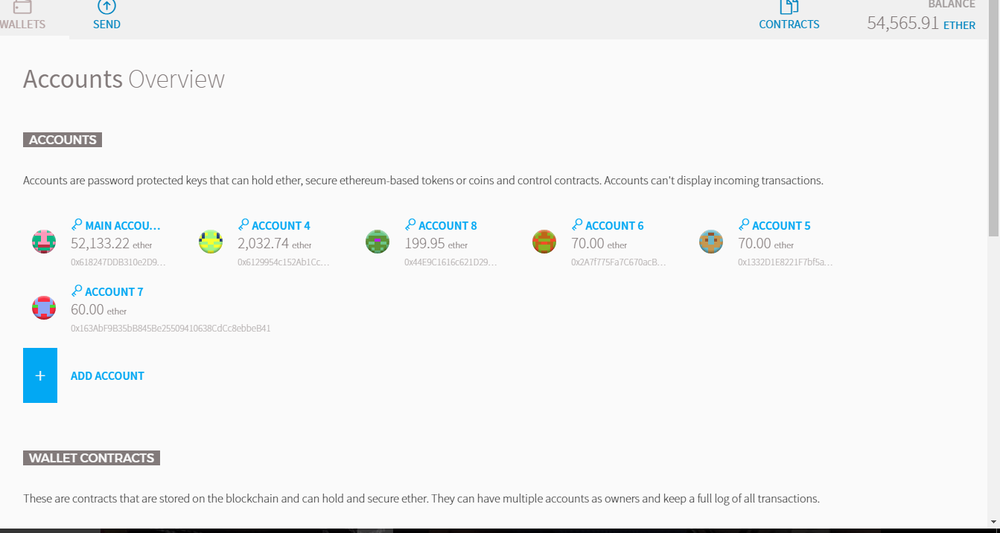 WALLETS
SEND
CONTRACTS
BALANCE
54,565.91 ETHER
Accounts Overview
ACCOUNTS
Accounts are password protected keys that can hold ether, secure ethereum-based tokens or coins and control contracts. Accounts can't display incoming transactions.
MAIN ACCOU...
52,133.22 ether
0x618247DDB310e2D9...
ACCOUNT 4
2,032.74 ether
0x6129954c152Ab1Cc...
ACCOUNT 8
199.95 ether
0x44E9C1616c621D29...
ACCOUNT 6
70.00 ether
0x2A7f775Fa7C670acB...
ACCOUNT 5
70.00 ether
0x1332D1E8221F7bf5a...
ACCOUNT 7
60.00 ether
0x163AbF9B35bB845Be25509410638CdCc8ebbeB41
+ ADD ACCOUNT
WALLET CONTRACTS
These are contracts that are stored on the blockchain and can hold and secure ether. They can have multiple accounts as owners and keep a full log of all transactions.